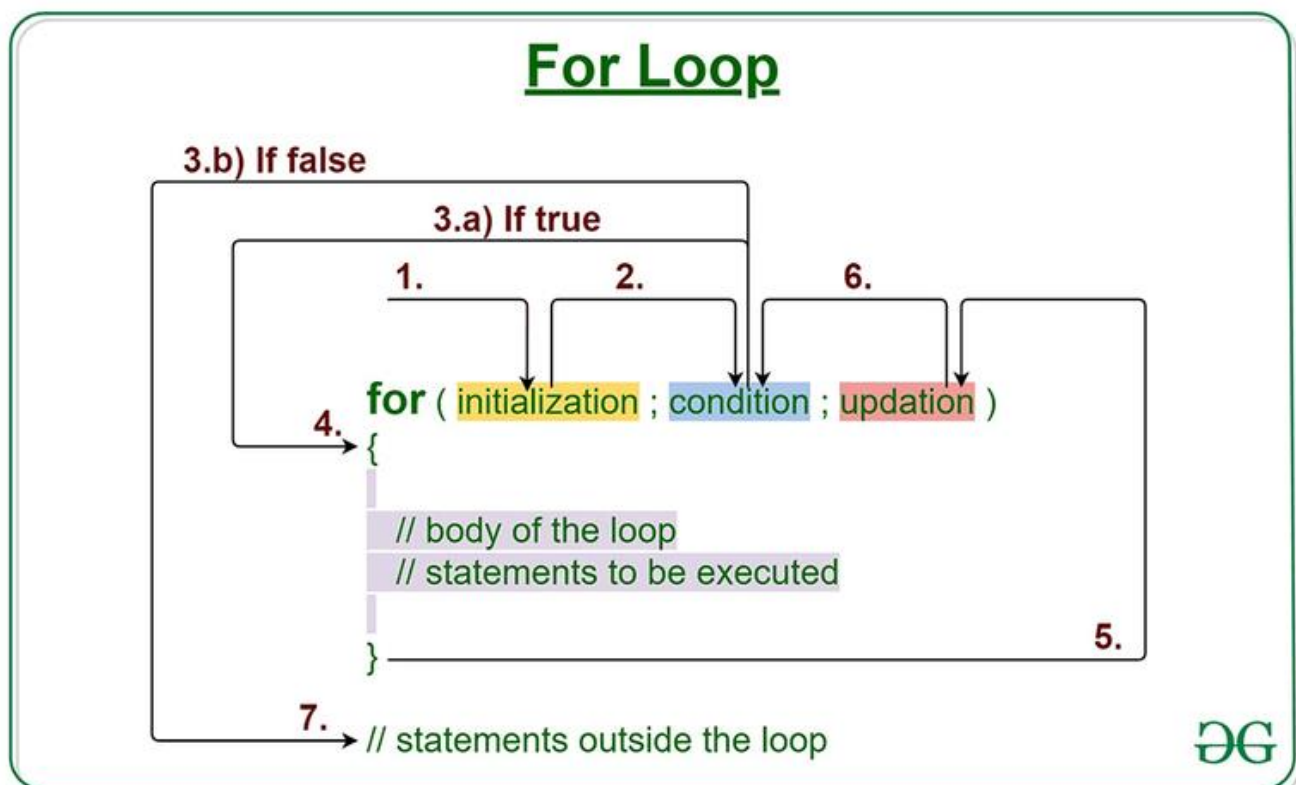 For Loop
3.b) If false
3.a) If true
1. 2. 6.
for ( initialization ; condition ; updation )
4.
{
// body of the loop
// statements to be executed
5.
}
7.
// statements outside the loop